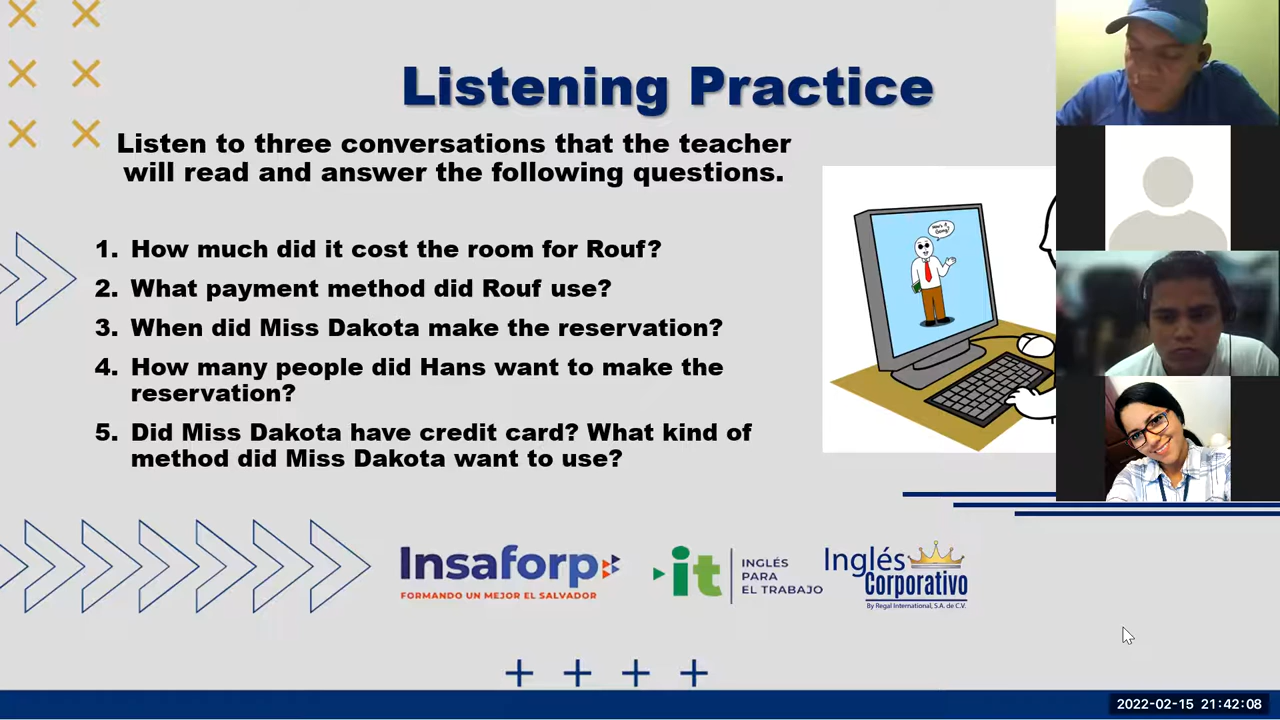 Listening Practice
Listen to three conversations that the teacher
will read and answer the following questions.
1. How much did it cost the room for Rouf?
2. What payment method did Rouf use?
3. When did Miss Dakota make the reservation?
4. How many people did Hans want to make the
reservation?
5. Did Miss Dakota have credit card? What kind of
method did Miss Dakota want to use?
Insaforp
FORMANDO UN MEJOR EL SALVADOR
it
INGLÉS
PARA
EL TRABAJO
Inglés
Corporativo
By Regal International, S.A. de C.V.
2022-02-15 21:42:08